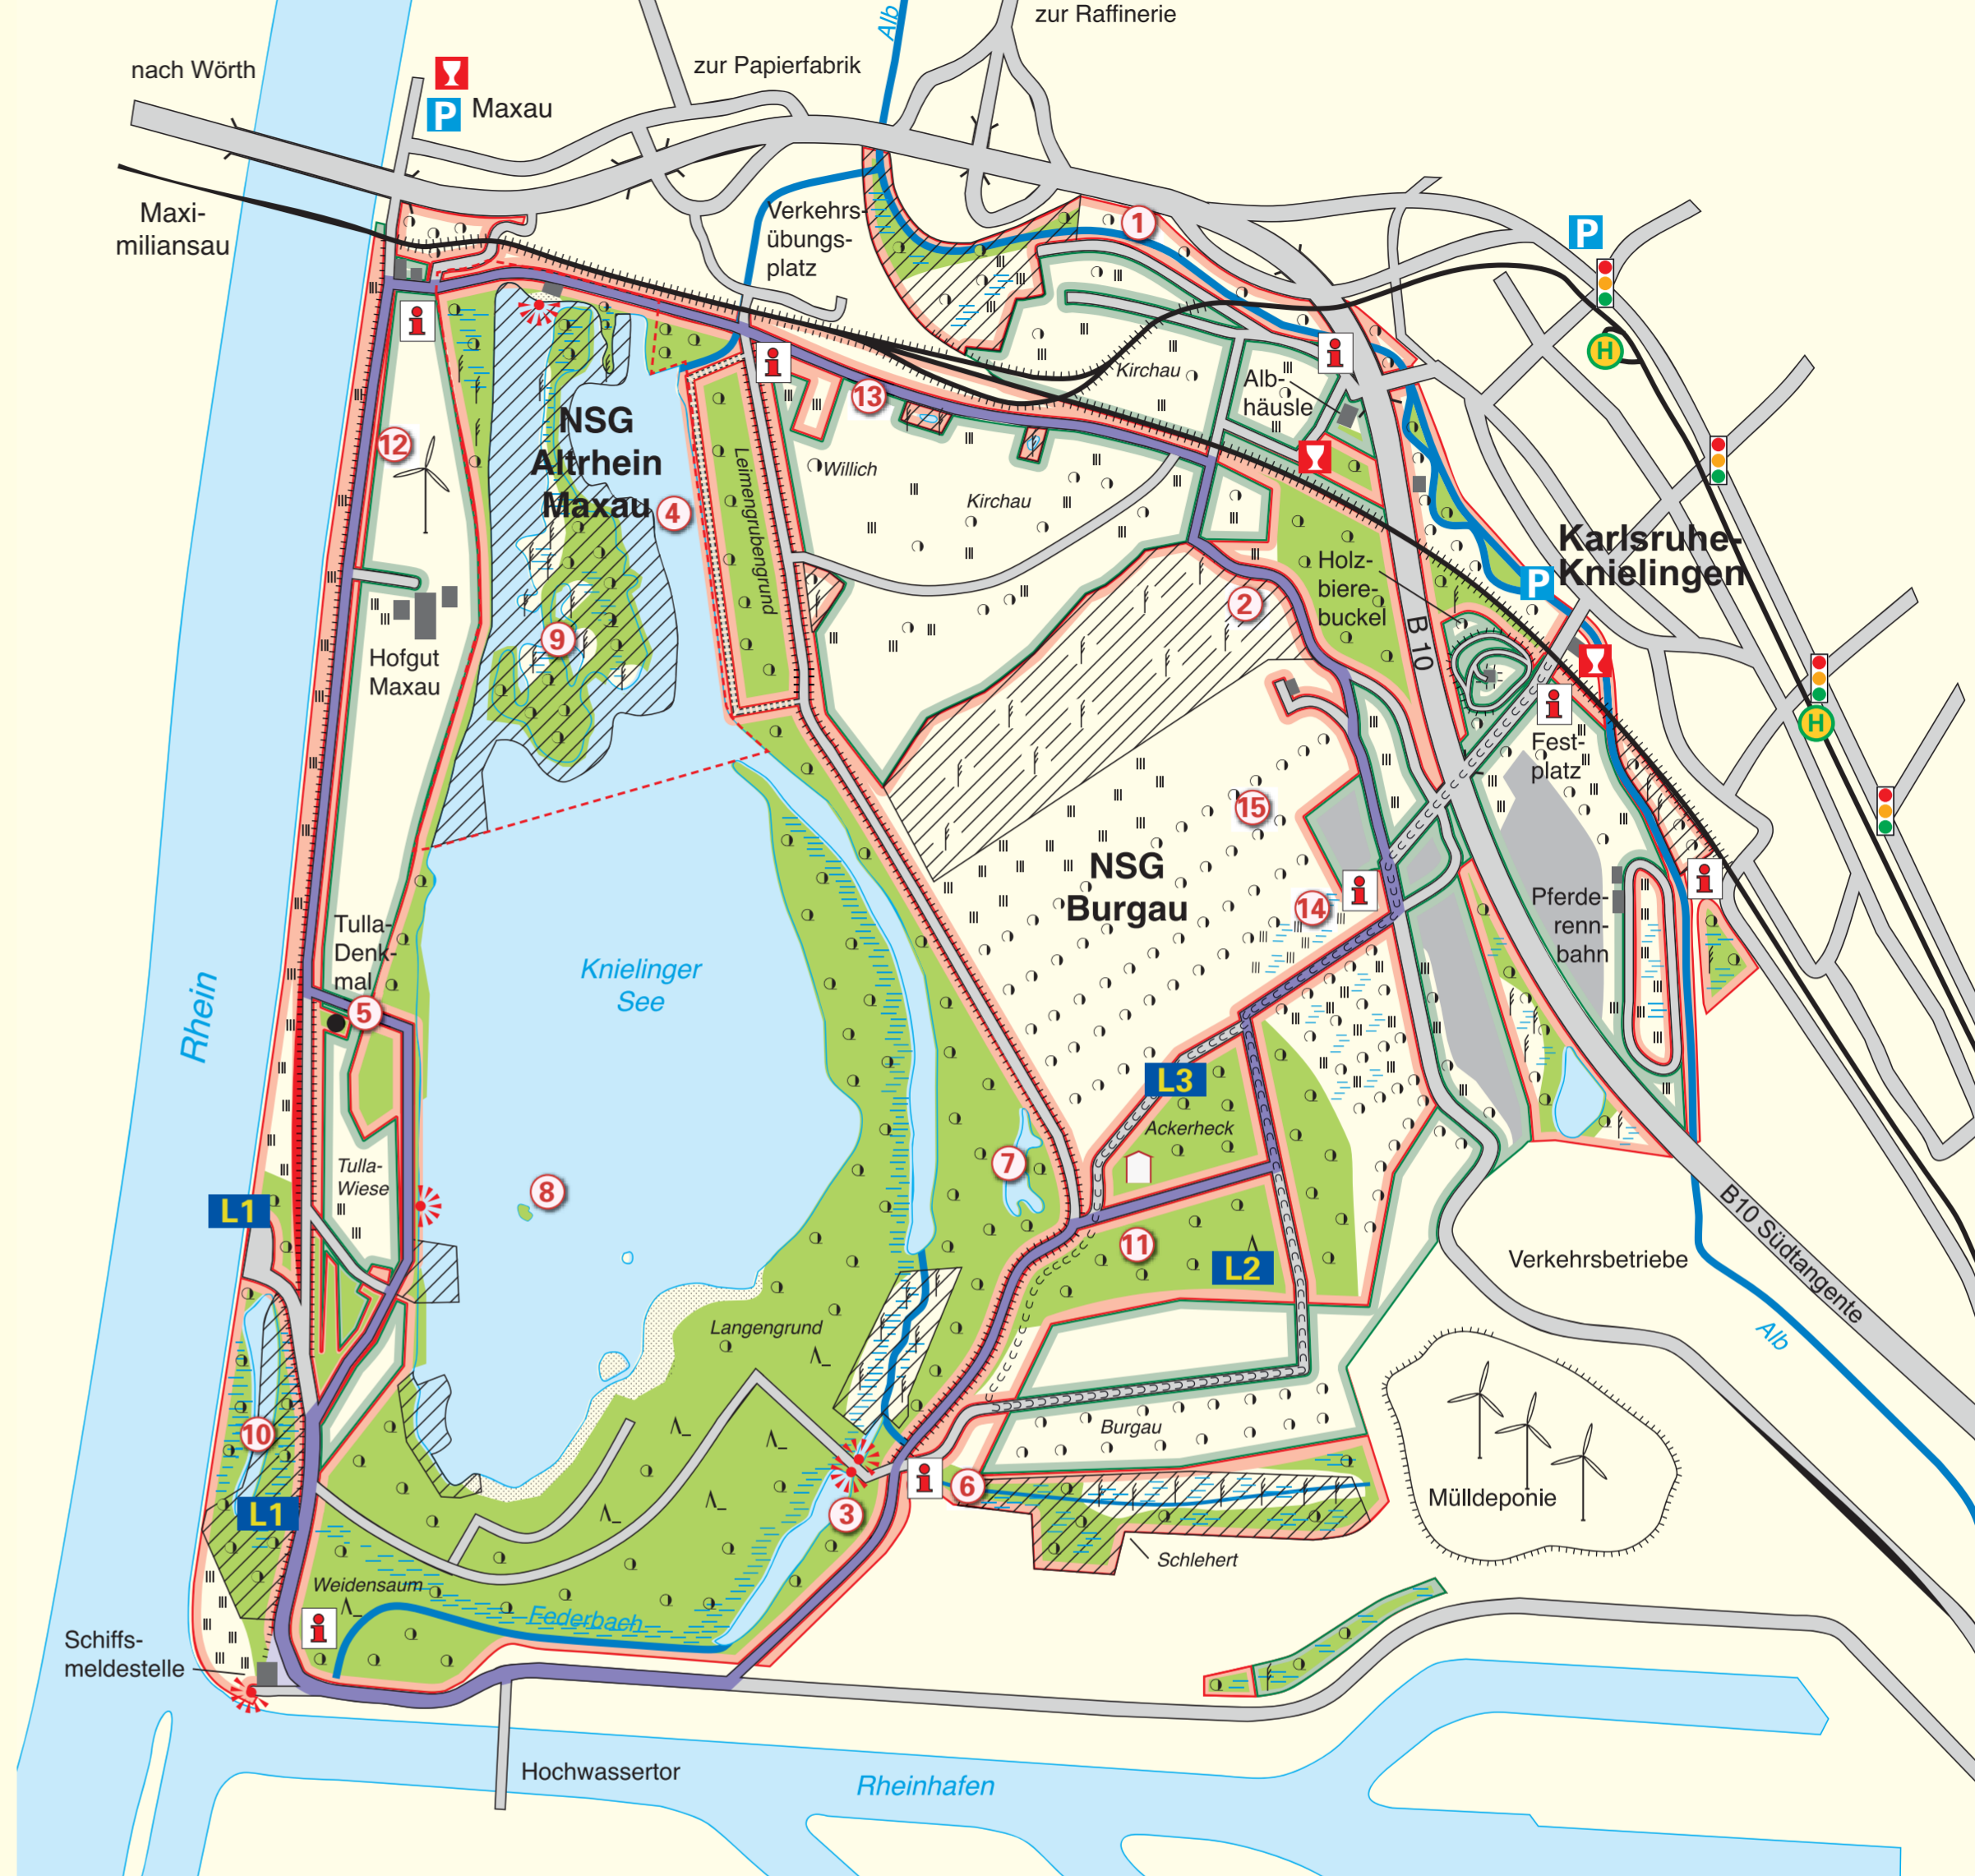 zur Raffinerie
Alb
nach Wörth
zur Papierfabrik
P Maxau
Maxi-
miliansau
Verkehrs-
übungs-
platz
1
P
i
i
i
H
Kirchau
Alb-
häusle
13
12
NSG
Altrhein
Maxau
4
Leimengrubengrund
Willich
Kirchau
Karlsruhe-
Knielingen
P
Holz-
biere-
buckel
B 10
2
9
Hofgut
Maxau
i
H
Fest-
platz
15
NSG
Burgau
14
i
i
Pferde-
renn-
bahn
Tulla-
Denk-
mal
5
Knielinger
See
Rhein
L3
Ackerheck
7
Tulla-
Wiese
8
L1
11
L2
Verkehrsbetriebe
B10 Südtangente
Alb
Langengrund
Burgau
10
i
6
Mülldeponie
L1
3
Schlehert
Weidensaum
Federbach
i
Schiffs-
meldestelle
Hochwassertor
Rheinhafen